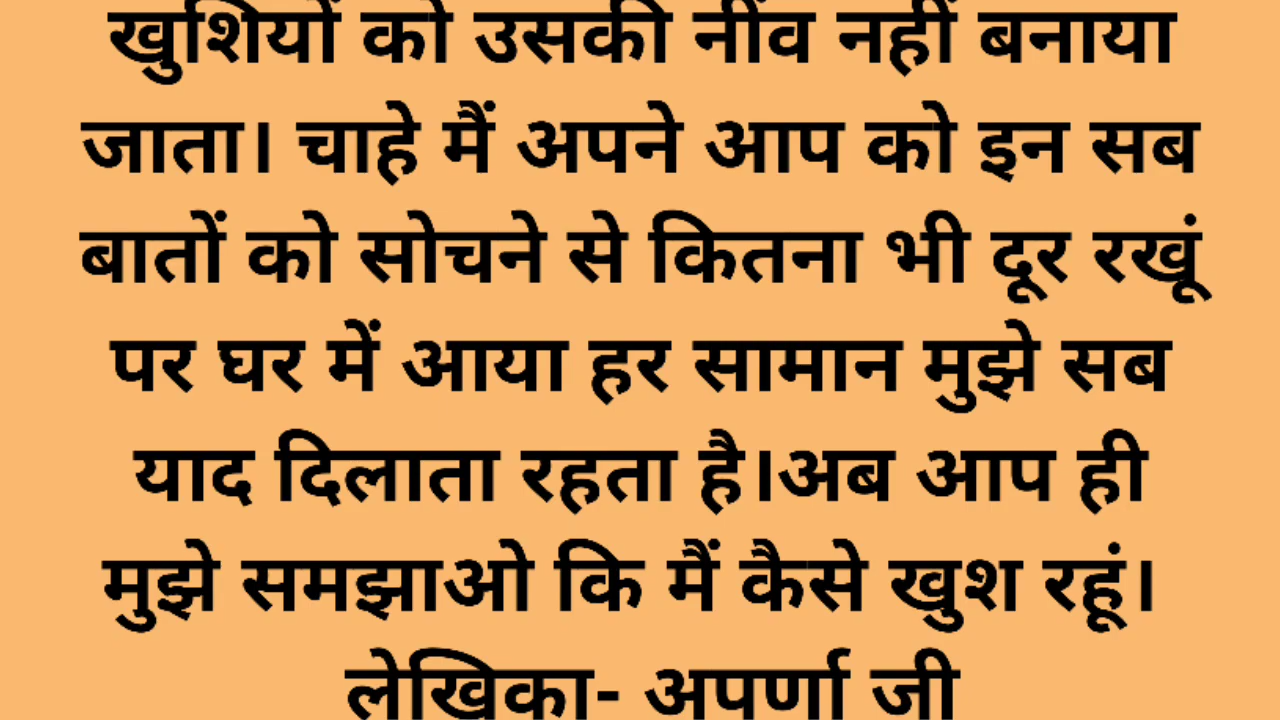 खुशियों को उसकी नींव नहीं बनाया
जाता। चाहे मैं अपने आप को इन सब
बातों को सोचने से कितना भी दूर रखूं
पर घर में आया हर सामान मुझे सब
याद दिलाता रहता है।अब आप ही
मुझे समझाओ कि मैं कैसे खुश रहूं।
लेखिका- अपर्णा जी